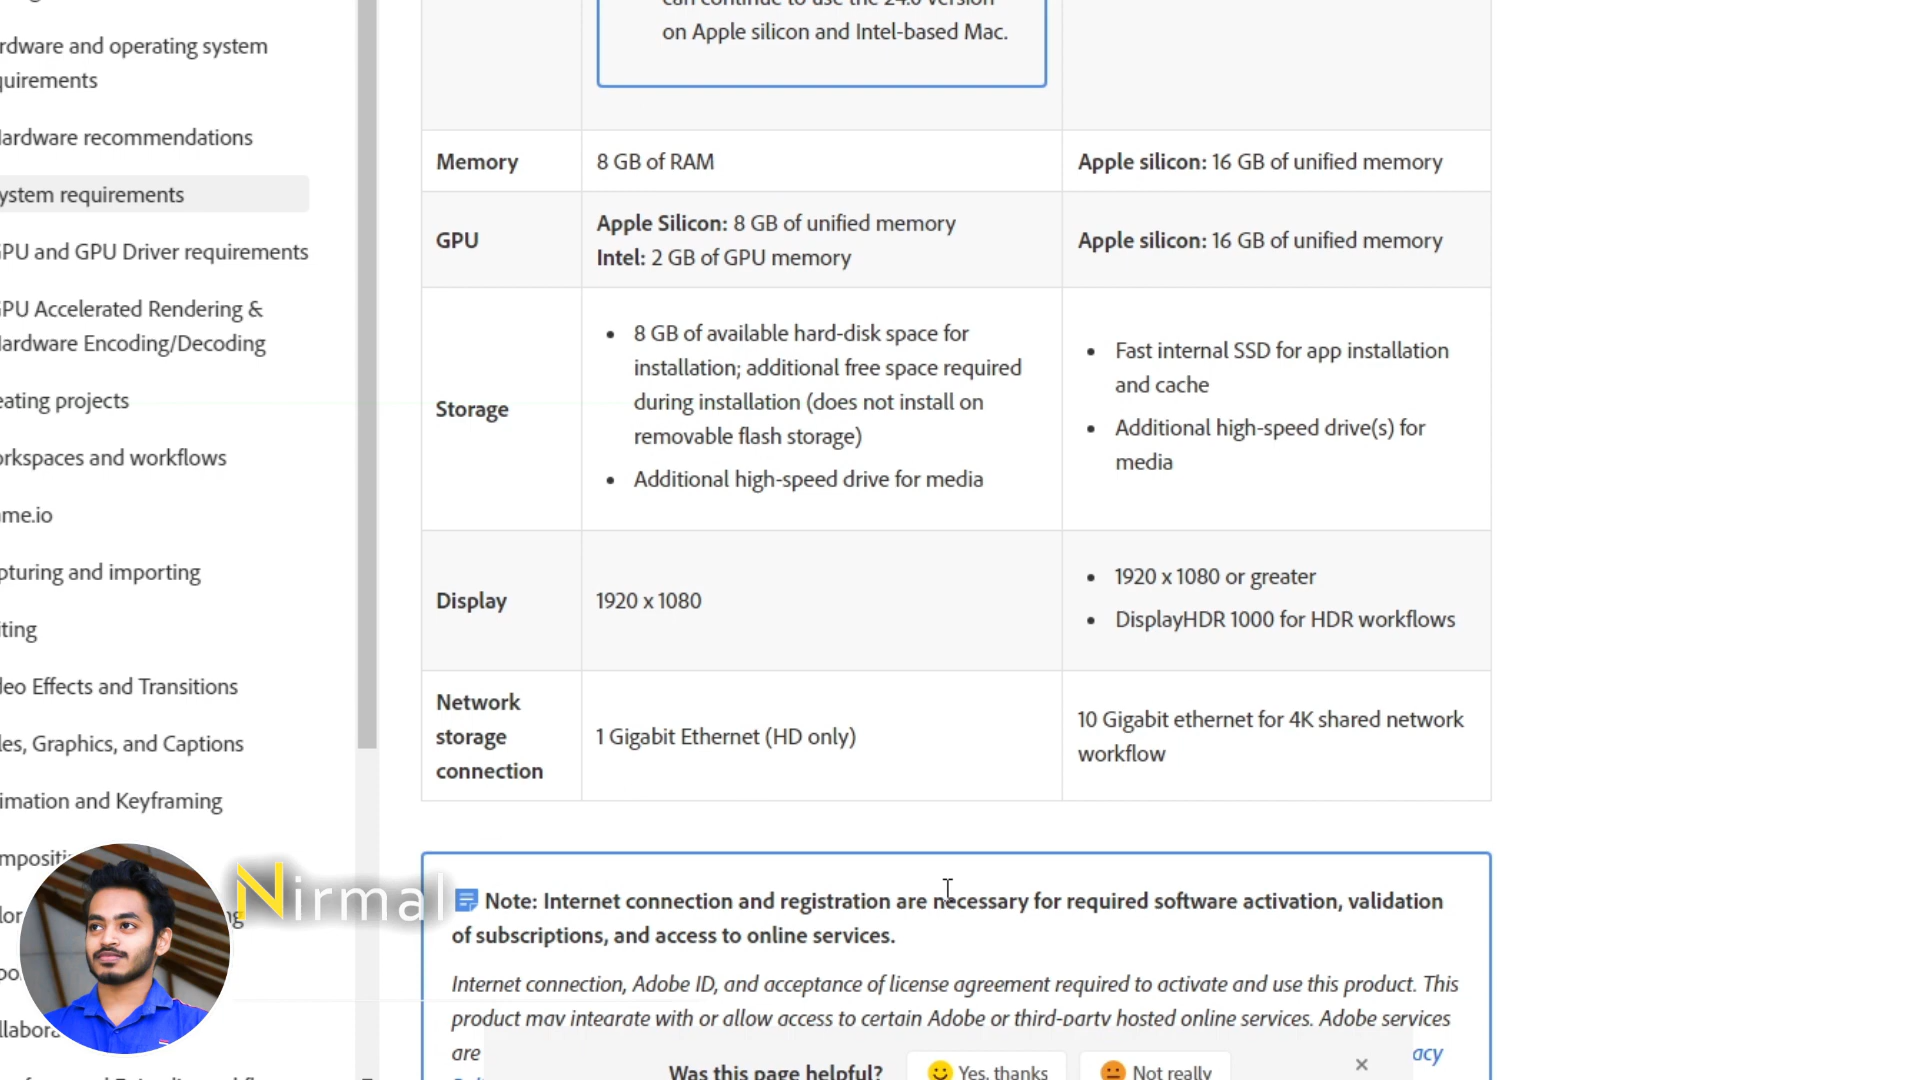 on Apple silicon and Intel-based Mac.
rdware and operating system
quirements
ardware recommendations
ystem requirements
PU and GPU Driver requirements
PU Accelerated Rendering &
ardware Encoding/Decoding
eating projects
orkspaces and workflows
ame.io
pturing and importing
iting
deo Effects and Transitions
les, Graphics, and Captions
imation and Keyframing
Memory
8 GB of RAM
Apple silicon: 16 GB of unified memory
GPU
Apple Silicon: 8 GB of unified memory
Intel: 2 GB of GPU memory
Apple silicon: 16 GB of unified memory
Storage
• 8 GB of available hard-disk space for
installation; additional free space required
during installation (does not install on
removable flash storage)
• Additional high-speed drive for media
• Fast internal SSD for app installation
and cache
• Additional high-speed drive(s) for
media
Display
1920 x 1080
• 1920 x 1080 or greater
• DisplayHDR 1000 for HDR workflows
Network
storage
connection
1 Gigabit Ethernet (HD only)
10 Gigabit ethernet for 4K shared network
workflow
Nirmal
Note: Internet connection and registration are necessary for required software activation, validation
of subscriptions, and access to online services.
Internet connection, Adobe ID, and acceptance of license agreement required to activate and use this product. This
product may integrate with or allow access to certain Adobe or third-party hosted online services. Adobe services
are
acy
Was this page helpful?
Yes, thanks
Not really